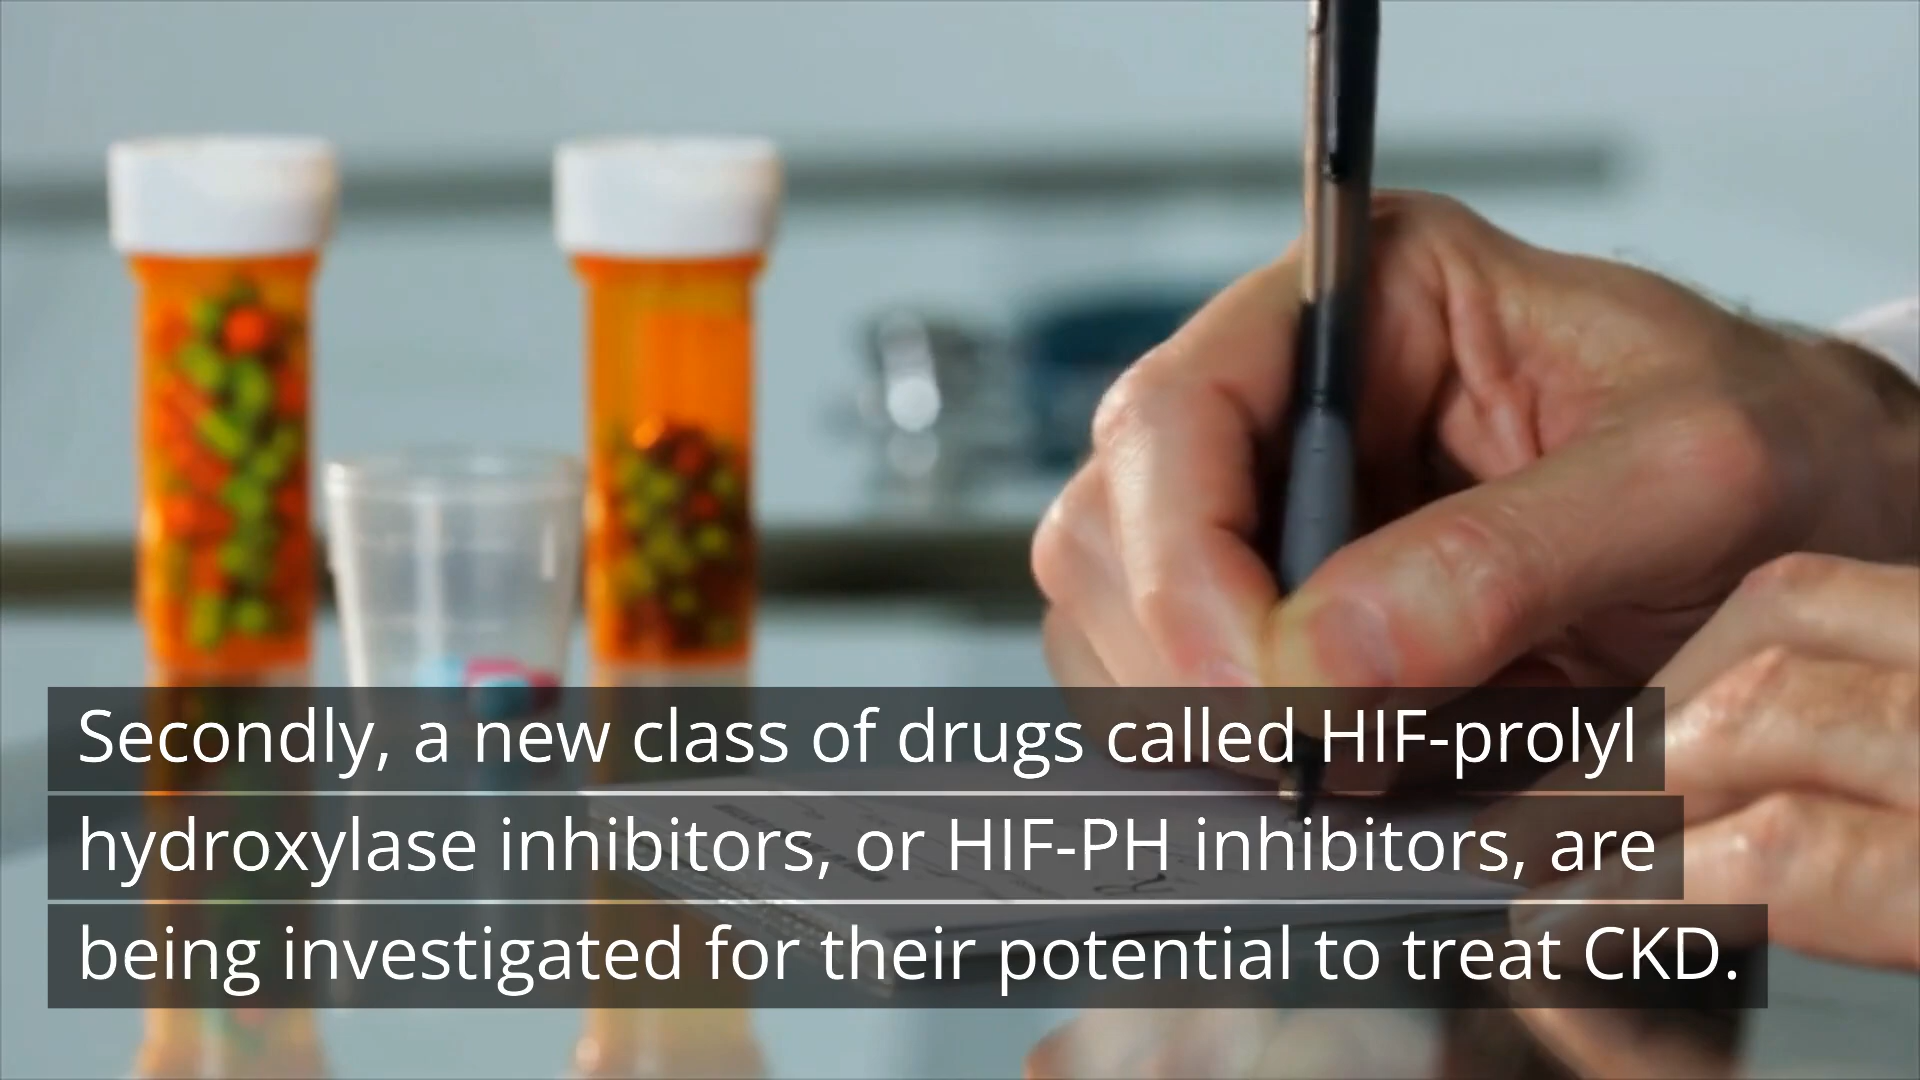 Secondly, a new class of drugs called HIF-prolyl
hydroxylase inhibitors, or HIF-PH inhibitors, are
being investigated for their potential to treat CKD.